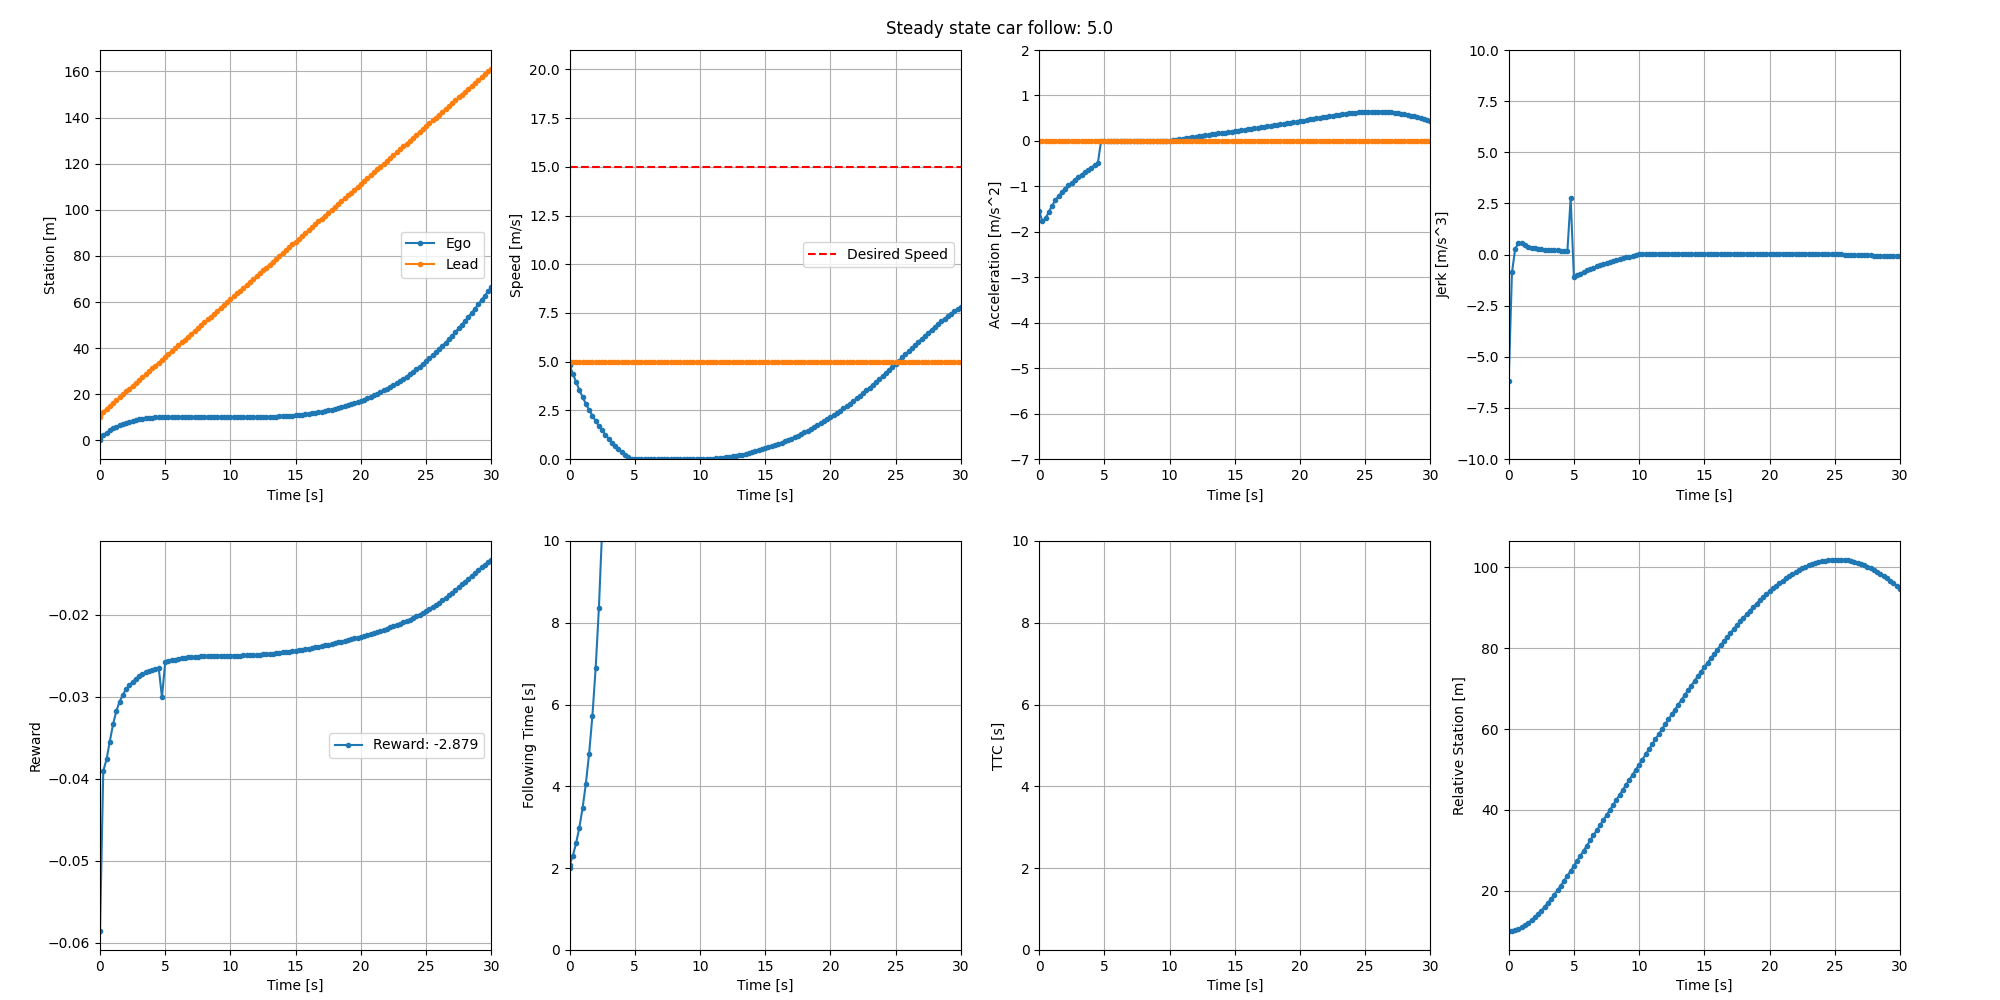 Steady state car follow: 5.0
160
140
120
100
80
60
40
20
0
Station [m]
Ego
Lead
0 5 10 15 20 25 30
Time [s]
20.0
17.5
15.0
12.5
10.0
7.5
5.0
2.5
0.0
Speed [m/s]
Desired Speed
0 5 10 15 20 25 30
Time [s]
2
1
0
−1
−2
−3
−4
−5
−6
−7
Acceleration [m/s^2]
0 5 10 15 20 25 30
Time [s]
10.0
7.5
5.0
2.5
0.0
−2.5
−5.0
−7.5
−10.0
Jerk [m/s^3]
0 5 10 15 20 25 30
Time [s]
−0.02
−0.03
−0.04
−0.05
−0.06
Reward
Reward: -2.879
0 5 10 15 20 25 30
Time [s]
10
8
6
4
2
0
Following Time [s]
0 5 10 15 20 25 30
Time [s]
10
8
6
4
2
0
TTC [s]
0 5 10 15 20 25 30
Time [s]
100
80
60
40
20
Relative Station [m]
0 5 10 15 20 25 30
Time [s]